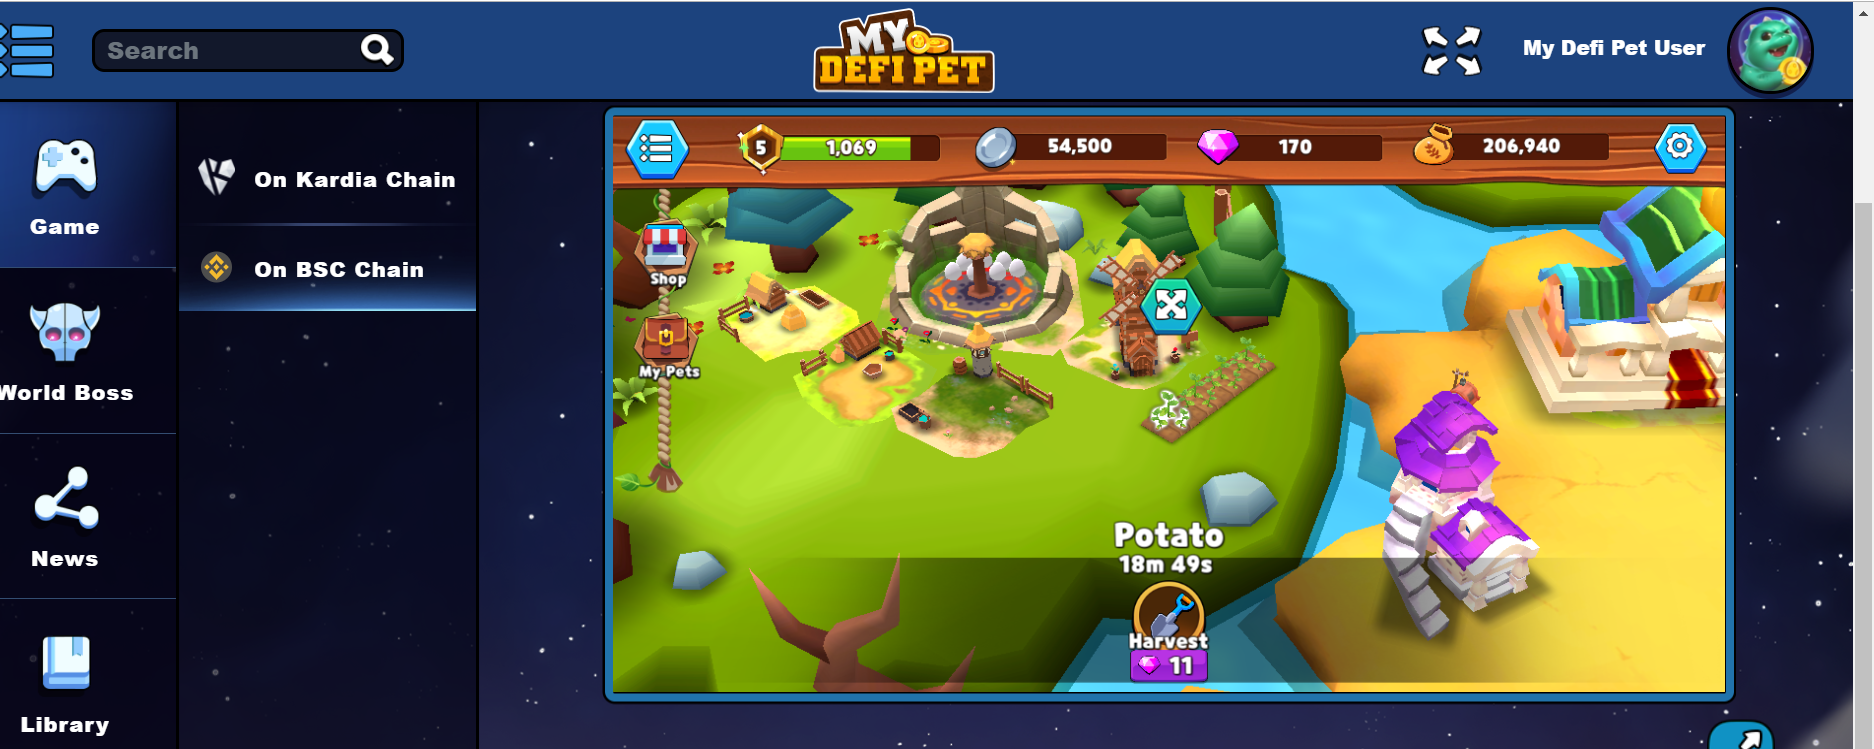 Search
MY
DEFI PET
My Defi Pet User
Game
World Boss
News
Library
On Kardia Chain
On BSC Chain
5
1,069
54,500
170
206,940
Shop
My Pets
Potato
18m 49s
Harvest
11